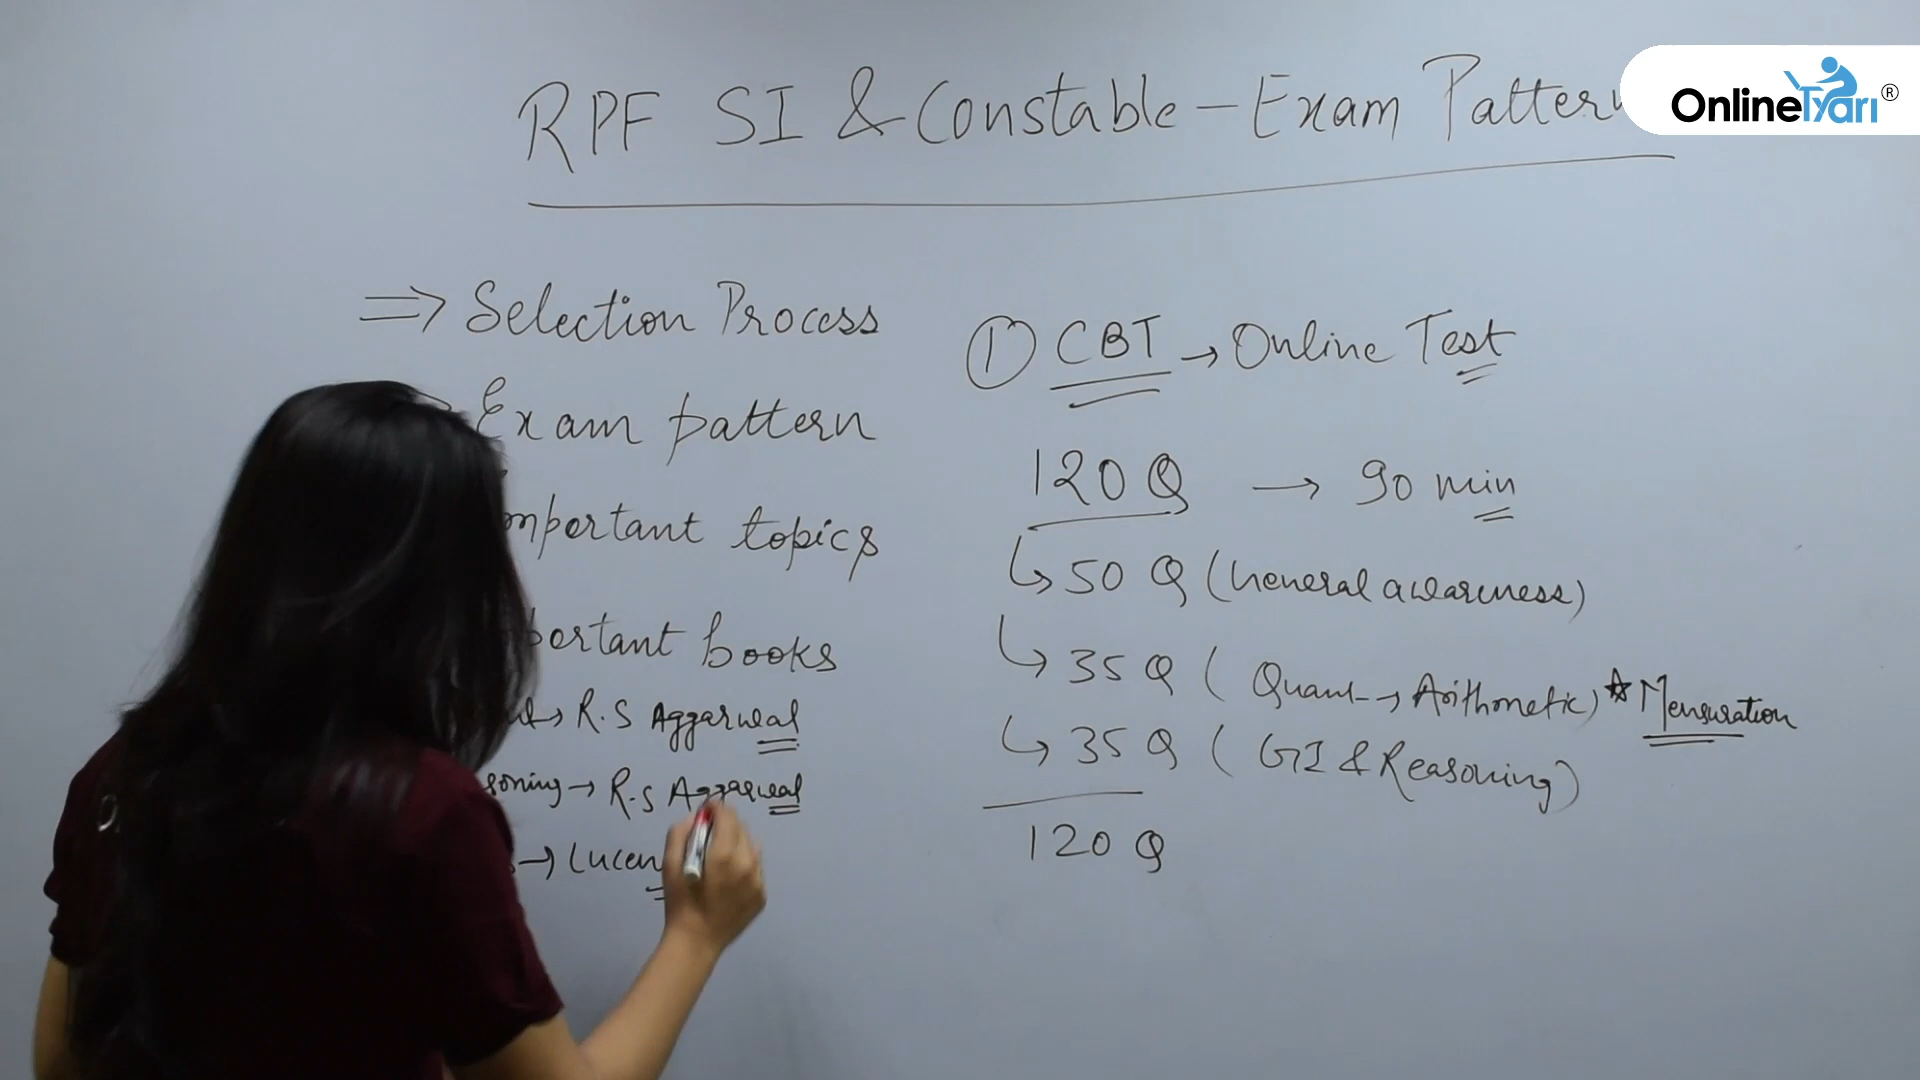 RPF SI & Constable - Exam Pattern
OnlineTyari®
⇒ Selection Process
Exam pattern
mportant topics
portant books
→ R.S Aggarwal
soning → R.S Aggarwal
→ Lucen
① CBT → Online Test
120 Q → 90 min
↳ 50 Q (General awareness)
↳ 35 Q ( Quant → Arithmetic) ☆ Mensuration
↳ 35 Q ( GI & Reasoning)
120 Q